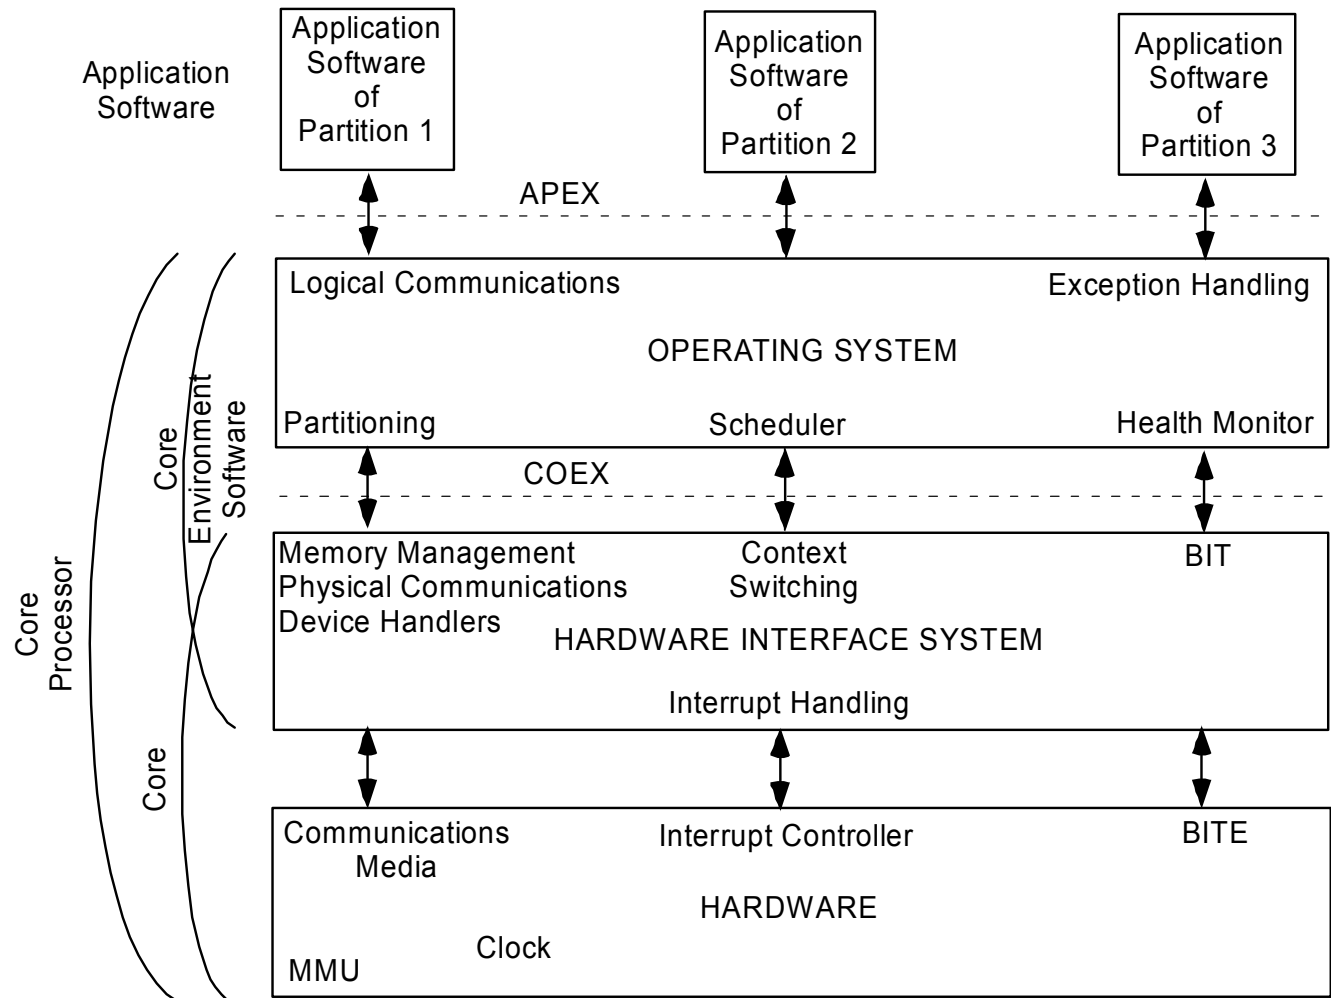 Application
Software
Application
Software
of
Partition 1
Application
Software
of
Partition 2
Application
Software
of
Partition 3
APEX
Logical Communications
Exception Handling
OPERATING SYSTEM
Partitioning
Scheduler
Health Monitor
COEX
Core
Environment
Software
Core
Processor
Core
Memory Management
Physical Communications
Device Handlers
Context
Switching
BIT
HARDWARE INTERFACE SYSTEM
Interrupt Handling
Communications
Media
Interrupt Controller
BITE
HARDWARE
Clock
MMU